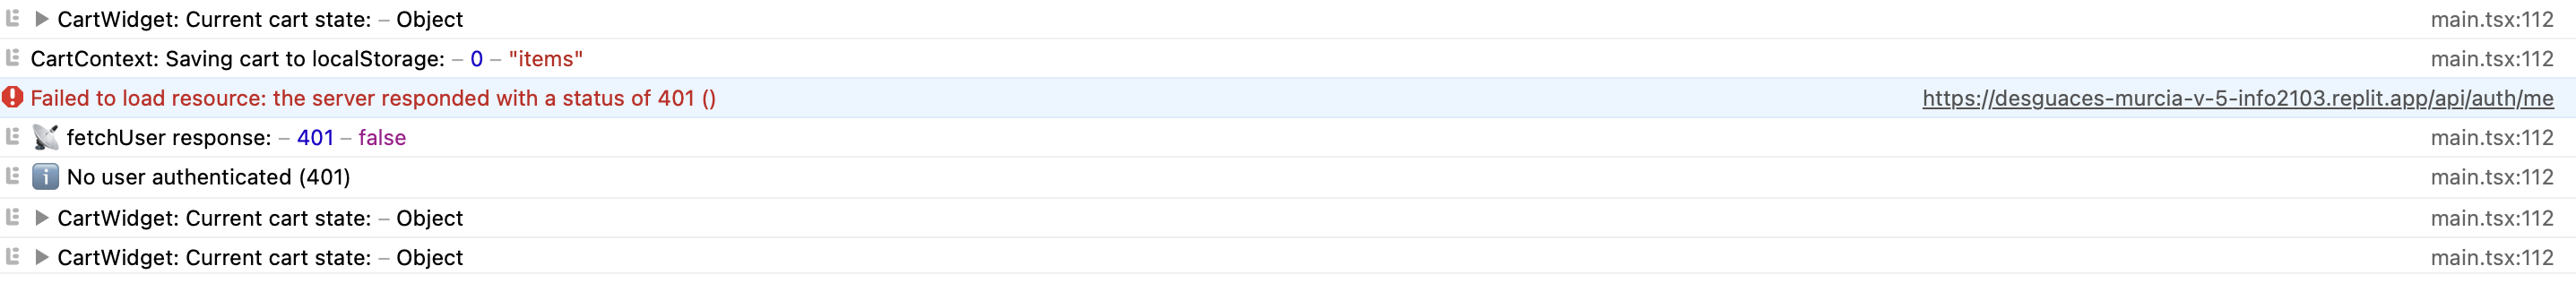 CartWidget: Current cart state: – Object main.tsx:112
CartContext: Saving cart to localStorage: – 0 – "items" main.tsx:112
Failed to load resource: the server responded with a status of 401 () https://desguaces-murcia-v-5-info2103.replit.app/api/auth/me
📡 fetchUser response: – 401 – false main.tsx:112
ℹ️ No user authenticated (401) main.tsx:112
CartWidget: Current cart state: – Object main.tsx:112
CartWidget: Current cart state: – Object main.tsx:112